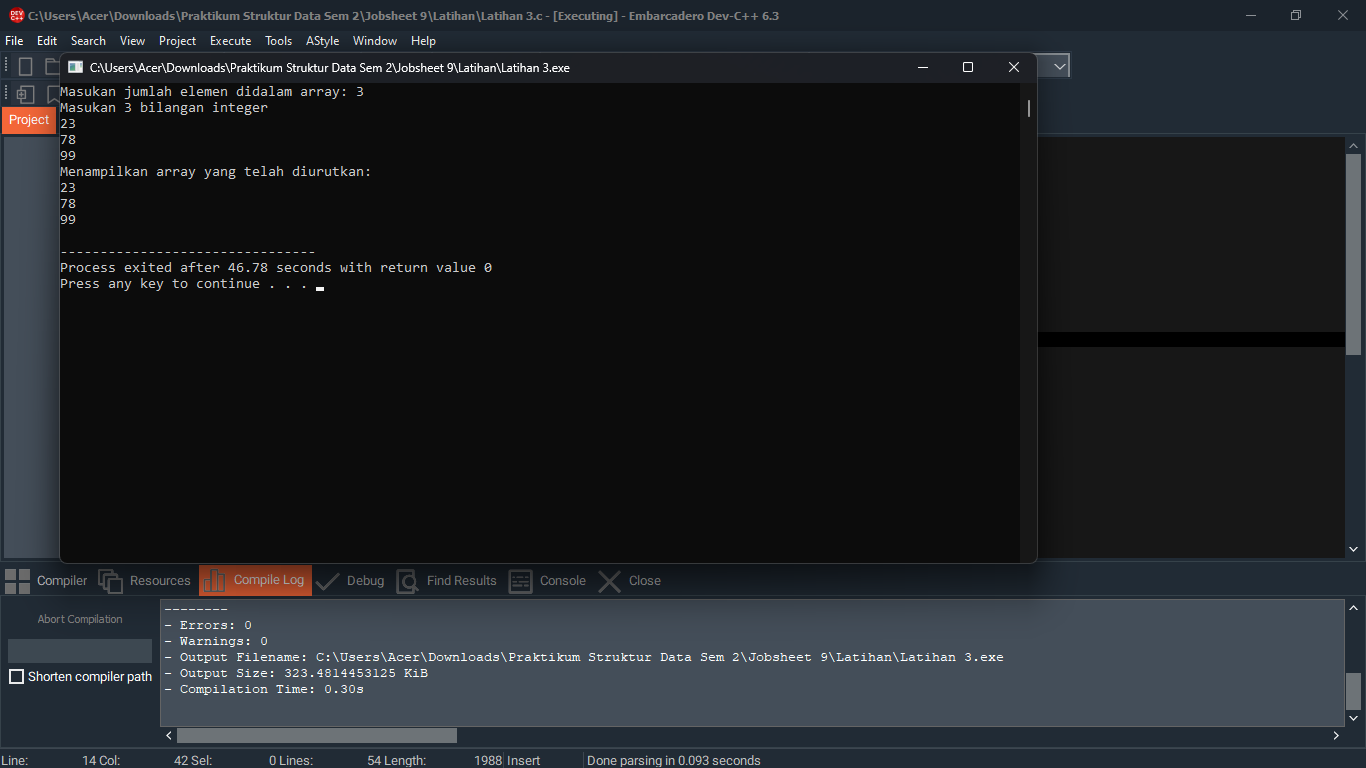 C:\Users\Acer\Downloads\Praktikum Struktur Data Sem 2\Jobsheet 9\Latihan\Latihan 3.c - [Executing] - Embarcadero Dev-C++ 6.3
File Edit Search View Project Execute Tools AStyle Window Help
C:\Users\Acer\Downloads\Praktikum Struktur Data Sem 2\Jobsheet 9\Latihan\Latihan 3.exe
Masukan jumlah elemen didalam array: 3
Masukan 3 bilangan integer
Project
23
78
99
Menampilkan array yang telah diurutkan:
23
78
99
--------------------------------
Process exited after 46.78 seconds with return value 0
Press any key to continue . . .
Compiler Resources Compile Log Debug Find Results Console Close
Abort Compilation
Shorten compiler path
--------
- Errors: 0
- Warnings: 0
- Output Filename: C:\Users\Acer\Downloads\Praktikum Struktur Data Sem 2\Jobsheet 9\Latihan\Latihan 3.exe
- Output Size: 323.4814453125 KiB
- Compilation Time: 0.30s
Line: 14 Col: 42 Sel: 0 Lines: 54 Length: 1988 Insert Done parsing in 0.093 seconds